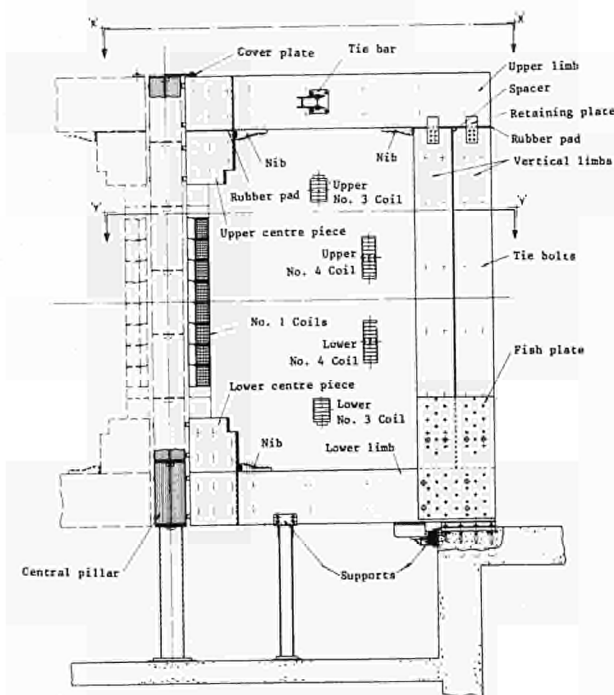 'X' 'X'
Cover plate
Tie bar
Upper limb
Spacer
Retaining plate
Rubber pad
Vertical limbs
Nib
Nib
Rubber pad
Upper
No. 3 Coil
'Y' 'Y'
Upper centre piece
Upper
No. 4 Coil
Tie bolts
No. 1 Coils
Lower
No. 4 Coil
Fish plate
Lower centre piece
Lower
No. 3 Coil
Nib
Lower limb
Central pillar
Supports